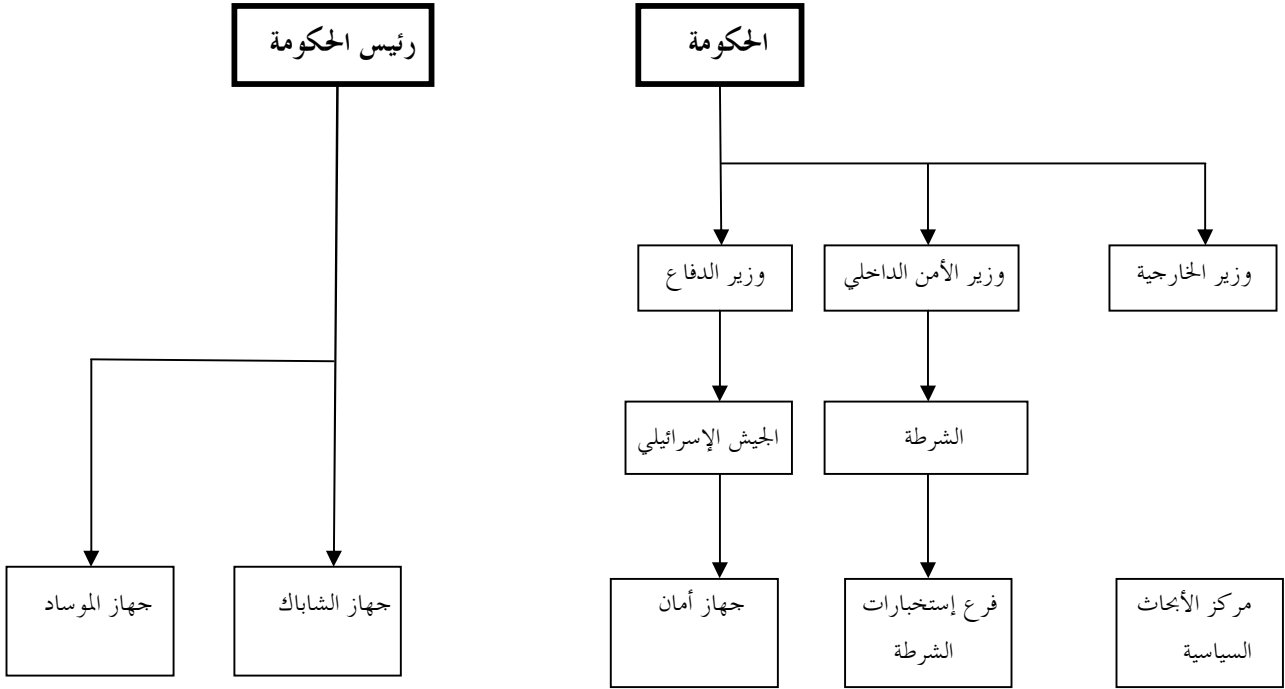 الحكومة
رئيس الحكومة
وزير الخارجية
وزير الأمن الداخلي
وزير الدفاع
الشرطة
الجيش الإسرائيلي
مركز الأبحاث
السياسية
فرع إستخبارات
الشرطة
جهاز أمان
جهاز الشاباك
جهاز الموساد